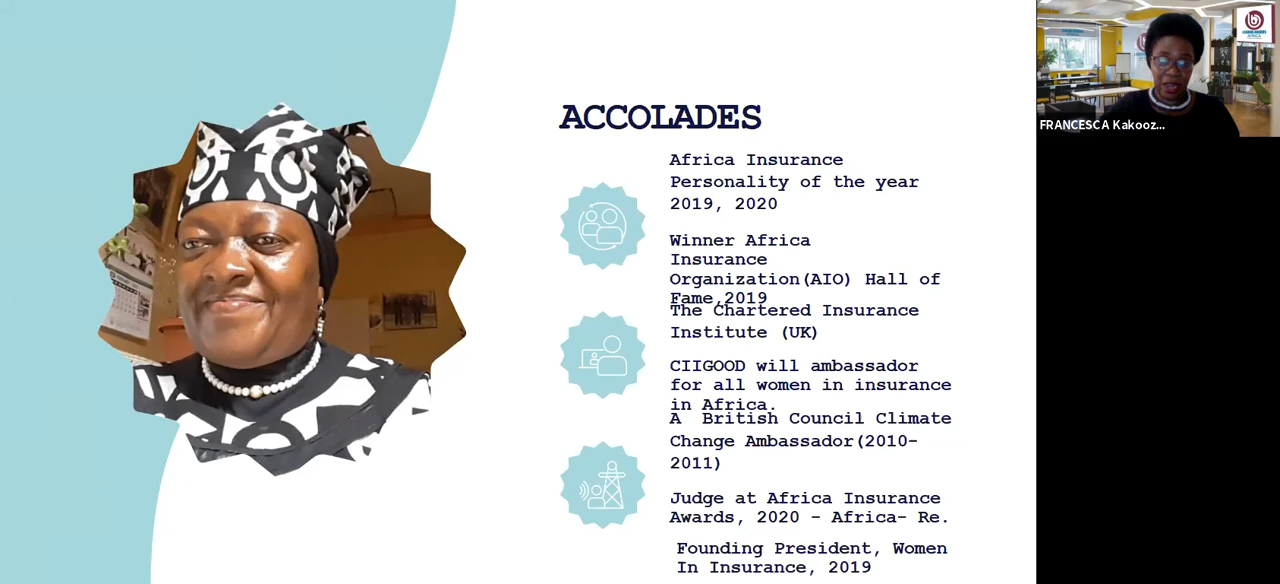 ACCOLADES
Africa Insurance
Personality of the year
2019, 2020
Winner Africa
Insurance
Organization(AIO) Hall of
Fame,2019
The Chartered Insurance
Institute (UK)
CIIGOOD will ambassador
for all women in insurance
in Africa.
A British Council Climate
Change Ambassador(2010-
2011)
Judge at Africa Insurance
Awards, 2020 - Africa- Re.
Founding President, Women
In Insurance, 2019
FRANCESCA Kakooz...